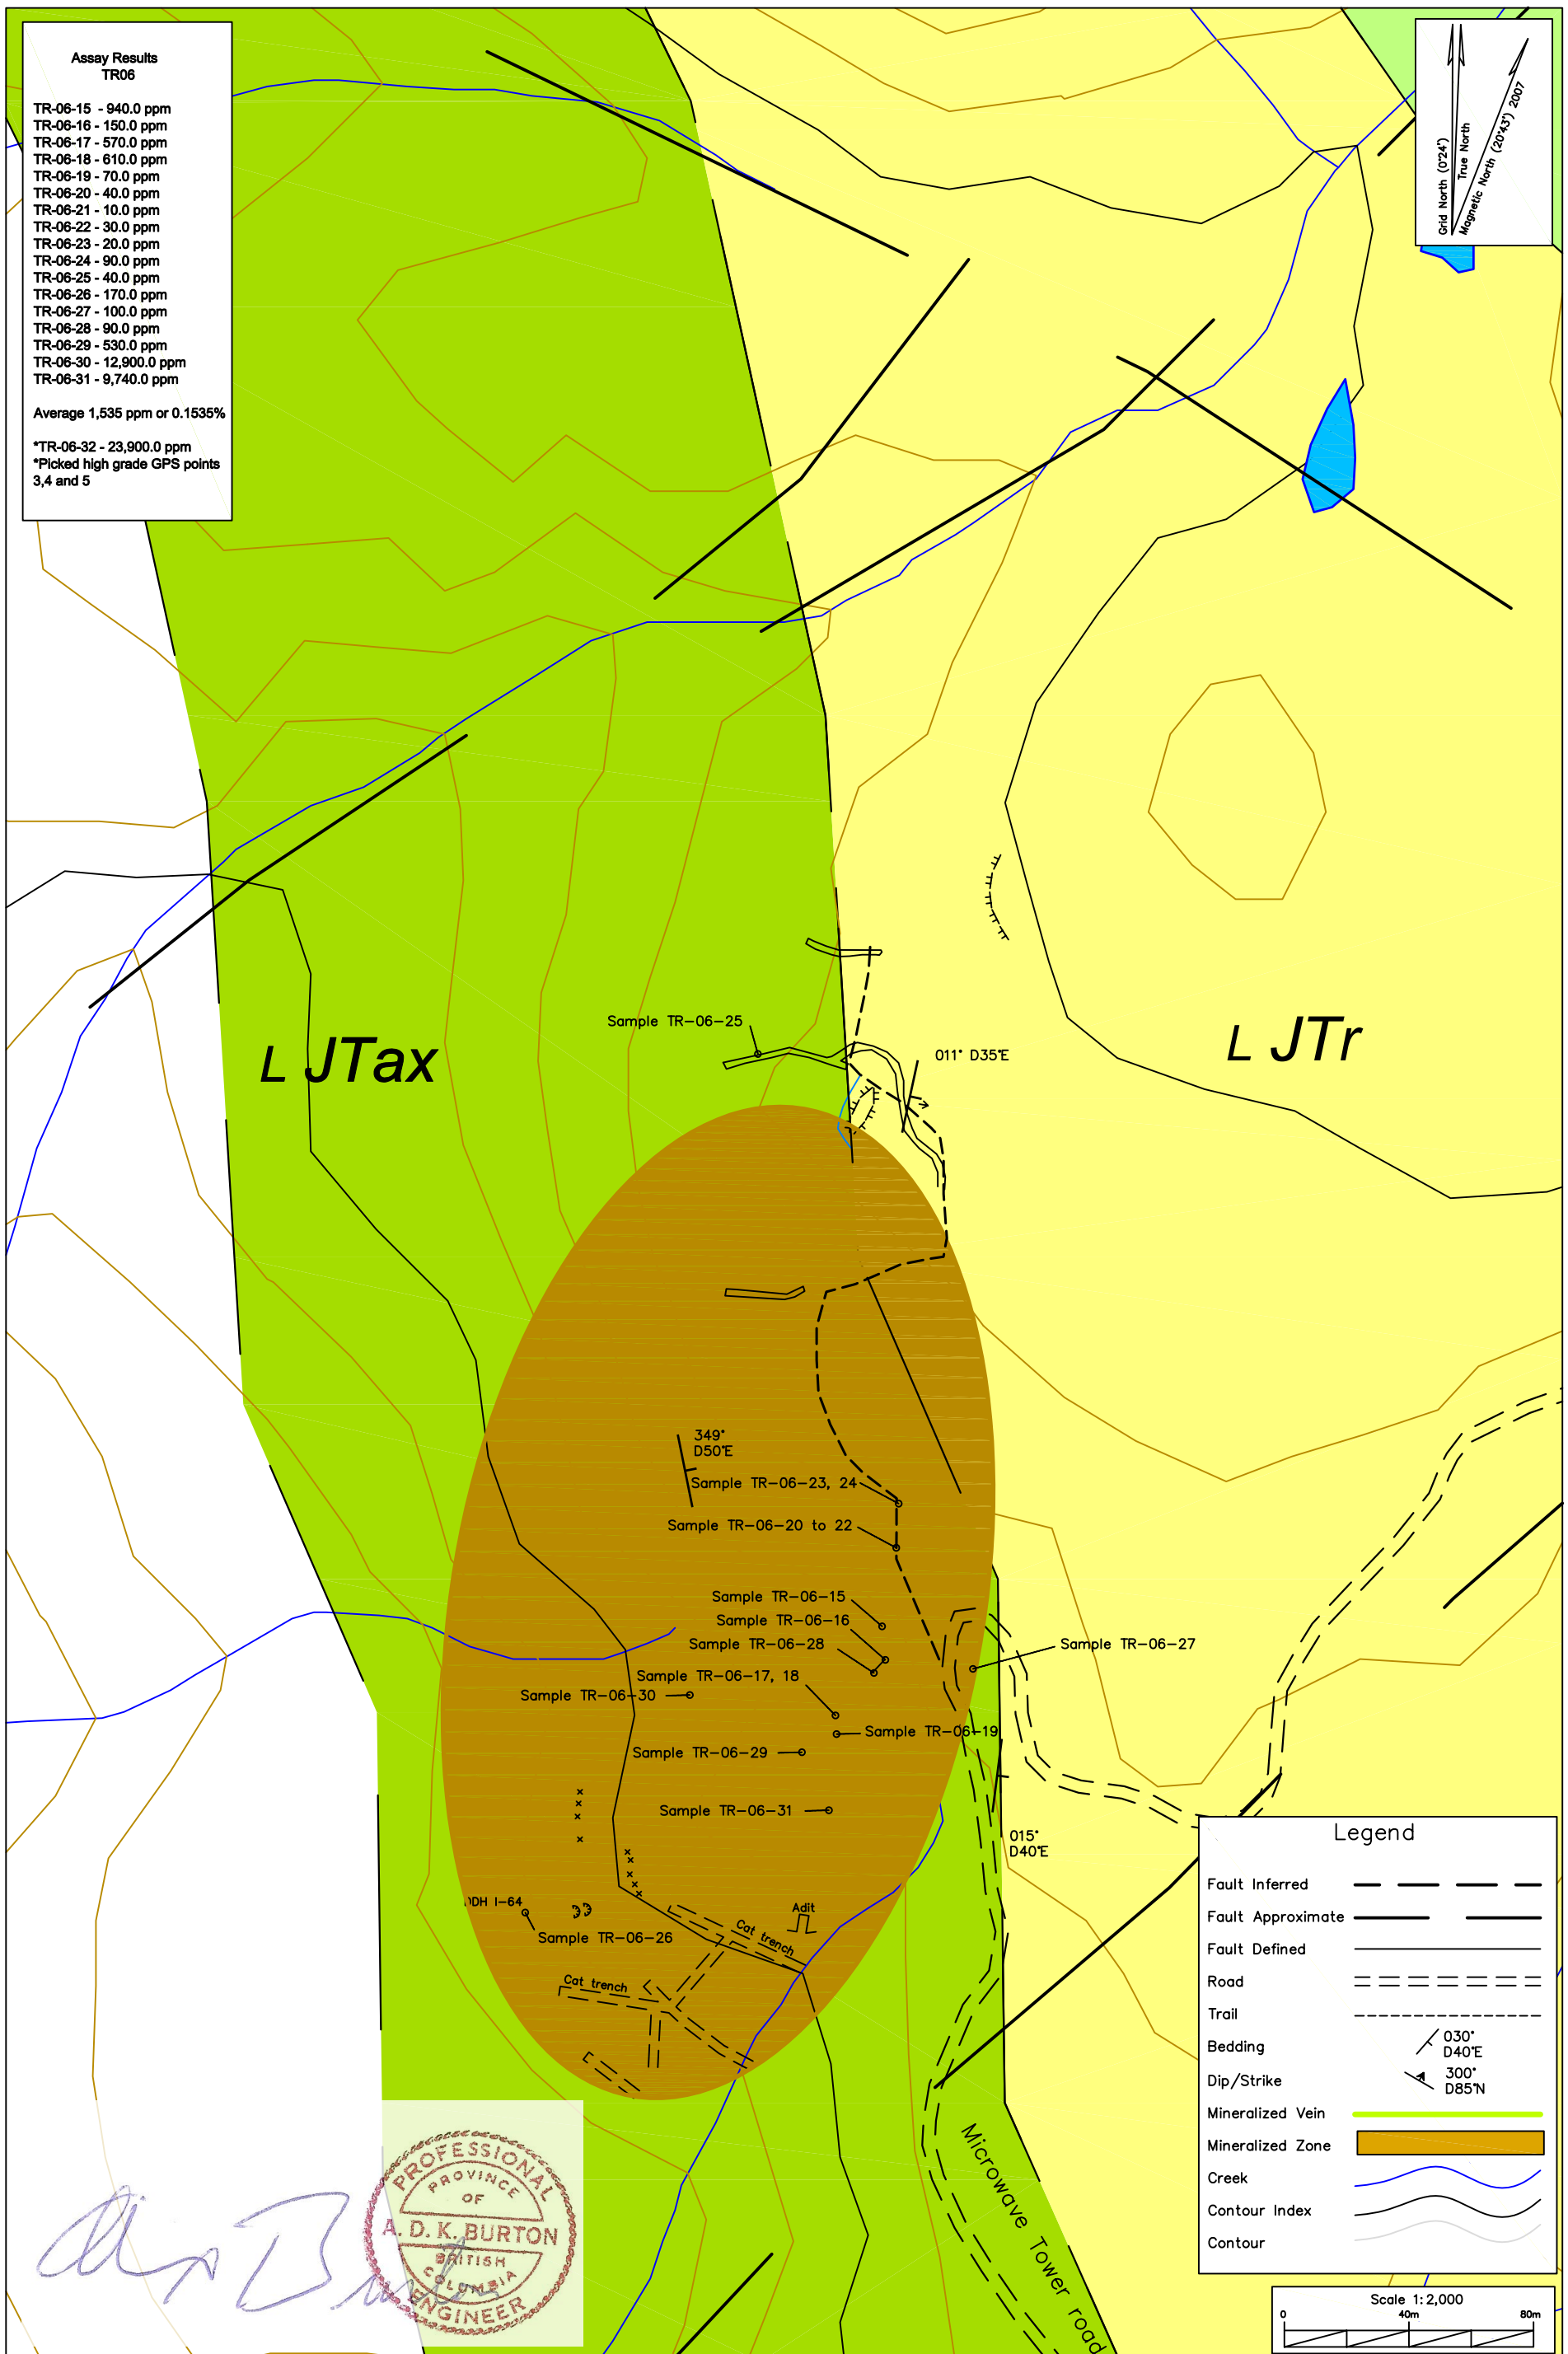 Assay Results
TR06
TR-06-15 - 940.0 ppm
TR-06-16 - 150.0 ppm
TR-06-17 - 570.0 ppm
TR-06-18 - 610.0 ppm
TR-06-19 - 70.0 ppm
TR-06-20 - 40.0 ppm
TR-06-21 - 10.0 ppm
TR-06-22 - 30.0 ppm
TR-06-23 - 20.0 ppm
TR-06-24 - 90.0 ppm
TR-06-25 - 40.0 ppm
TR-06-26 - 170.0 ppm
TR-06-27 - 100.0 ppm
TR-06-28 - 90.0 ppm
TR-06-29 - 530.0 ppm
TR-06-30 - 12,900.0 ppm
TR-06-31 - 9,740.0 ppm
Average 1,535 ppm or 0.1535%
*TR-06-32 - 23,900.0 ppm
*Picked high grade GPS points
3,4 and 5
Grid North (0°24')
True North
Magnetic North (20°43') 2007
Sample TR-06-25
011° D35°E
L JTax
L JTr
349°
D50°E
Sample TR-06-23, 24
Sample TR-06-20 to 22
Sample TR-06-15
Sample TR-06-16
Sample TR-06-28
Sample TR-06-27
Sample TR-06-17, 18
Sample TR-06-30
Sample TR-06-19
Sample TR-06-29
Sample TR-06-31
015°
D40°E
DDH I-64
Sample TR-06-26
Adit
Cat trench
Cat trench
Microwave Tower road
Legend
Fault Inferred
Fault Approximate
Fault Defined
Road
Trail
Bedding
030°
D40°E
Dip/Strike
300°
D85°N
Mineralized Vein
Mineralized Zone
Creek
Contour Index
Contour
Scale 1:2,000
0 40m 80m
PROFESSIONAL
PROVINCE
OF
A. D. K. BURTON
BRITISH
COLUMBIA
ENGINEER